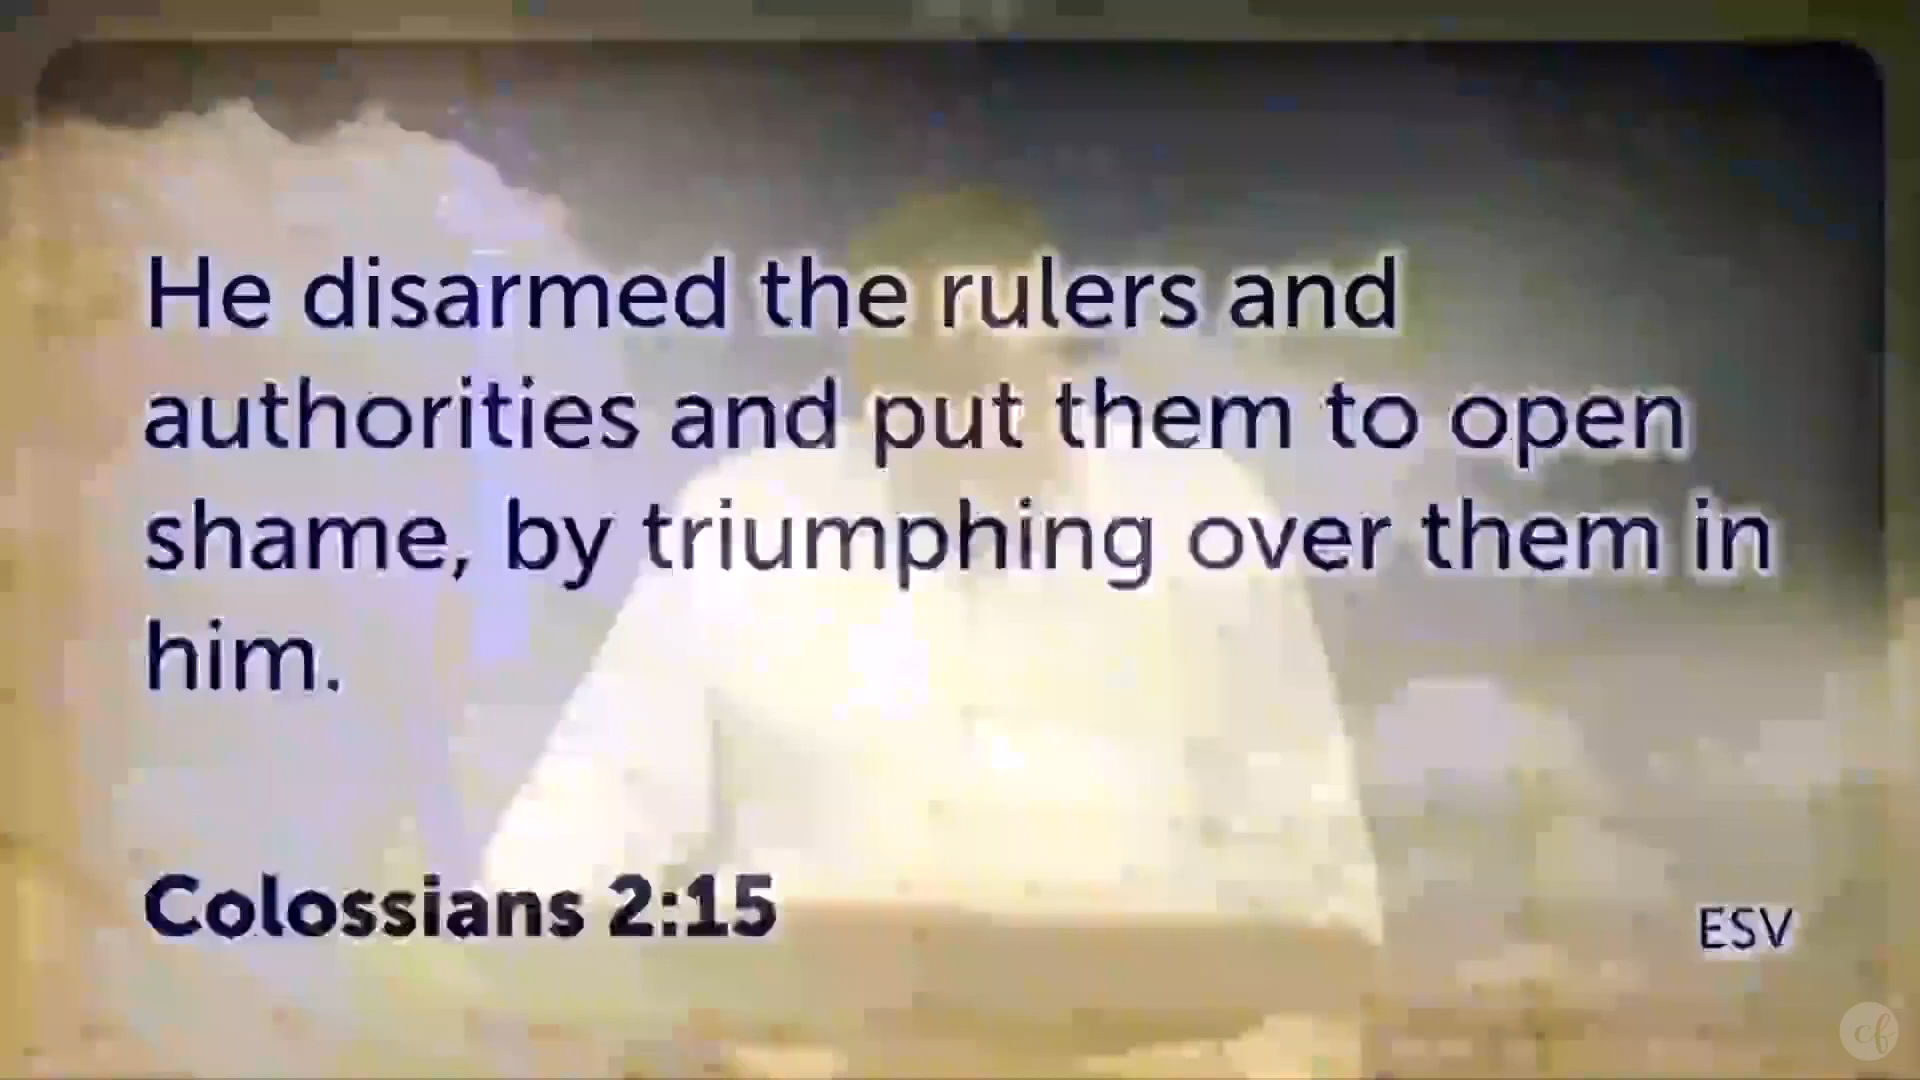 He disarmed the rulers and
authorities and put them to open
shame, by triumphing over them in
him.
Colossians 2:15
ESV
cf